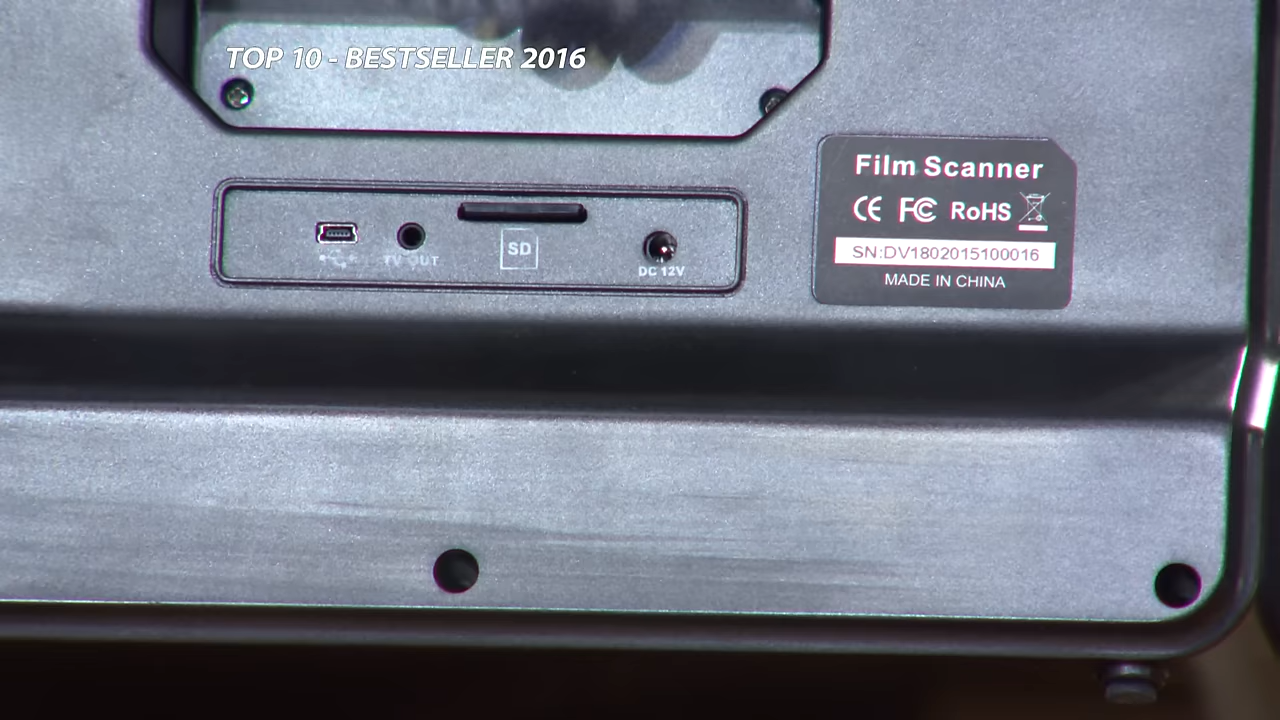 TOP 10 - BESTSELLER 2016
Film Scanner
CE FC RoHS
SN:DV1802015100016
MADE IN CHINA
TV OUT
SD
DC 12V